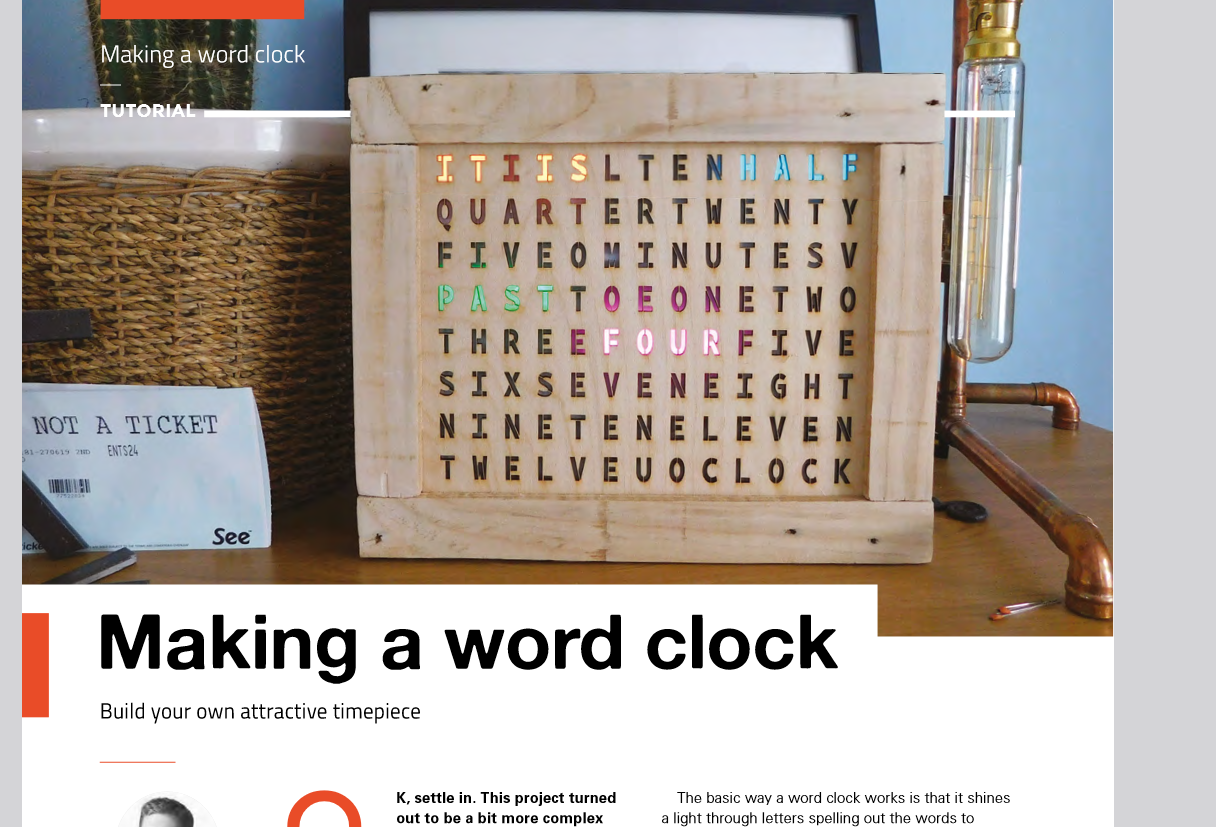 Making a word clock
TUTORIAL
ITIISLTENHALF
QUARTERTWENTY
FIVEOMINUTESV
PASTTOEONETWO
THREEFOURFIVE
SIXSEVENEIGHT
NINETENELEVEN
TWELVEUOCLOCK
NOT A TICKET
ENTS24
See
Making a word clock
Build your own attractive timepiece
K, settle in. This project turned
out to be a bit more complex
The basic way a word clock works is that it shines
a light through letters spelling out the words to